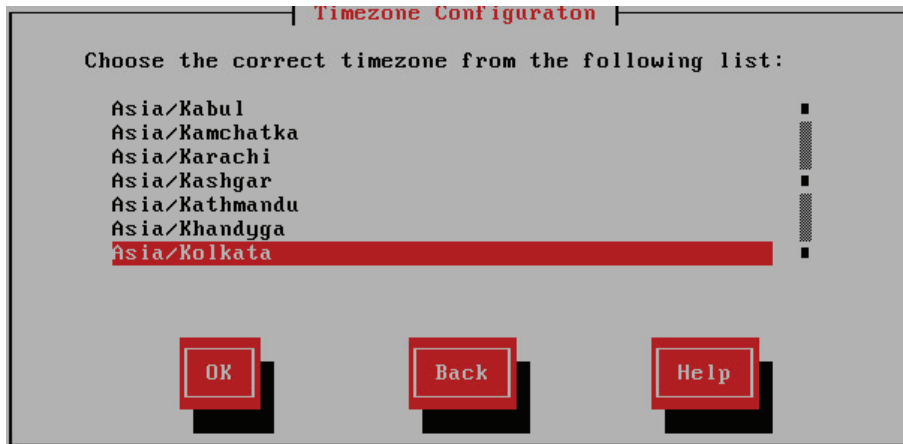 Timezone Configuraton
Choose the correct timezone from the following list:
Asia/Kabul
Asia/Kamchatka
Asia/Karachi
Asia/Kashgar
Asia/Kathmandu
Asia/Khandyga
Asia/Kolkata
OK Back Help